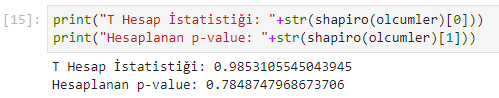 [15]: print("T Hesap İstatistiği: "+str(shapiro(olcumler)[0]))
print("Hesaplanan p-value: "+str(shapiro(olcumler)[1]))
T Hesap İstatistiği: 0.9853105545043945
Hesaplanan p-value: 0.7848747968673706